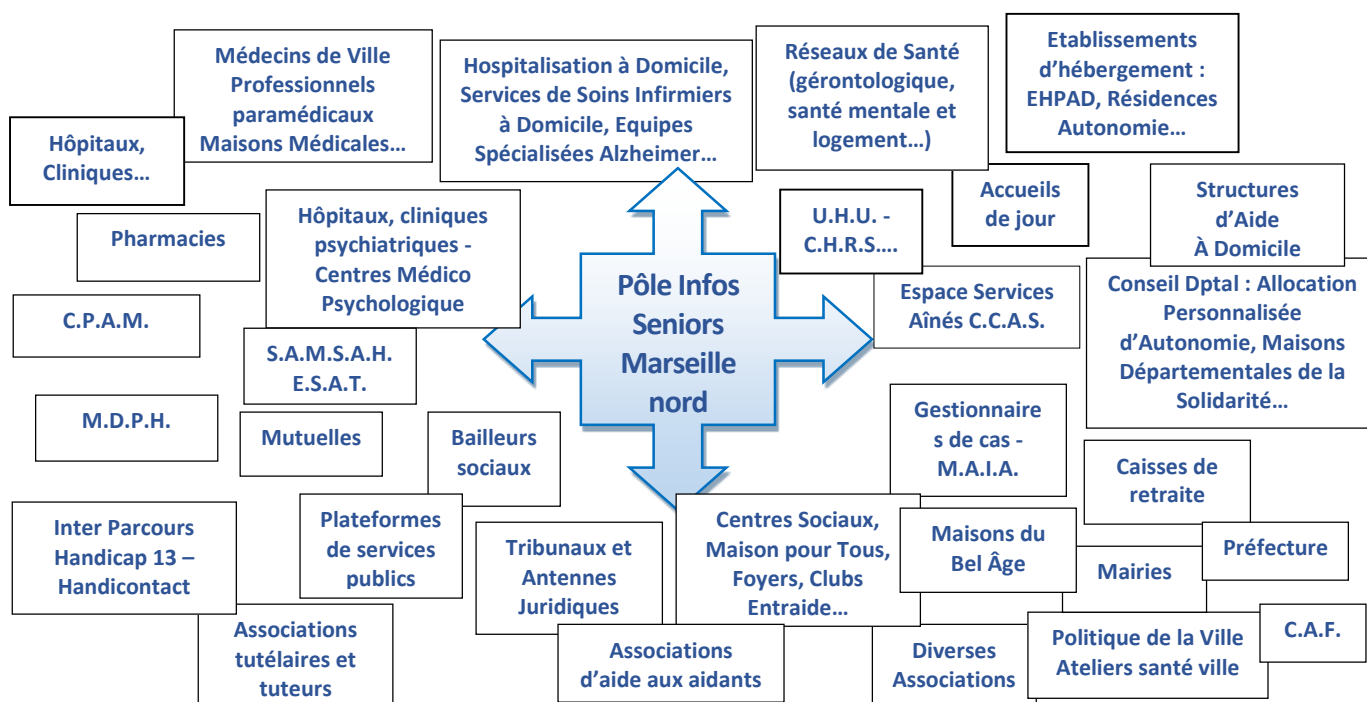 Médecins de Ville
Professionnels
paramédicaux
Maisons Médicales…
Hospitalisation à Domicile,
Services de Soins Infirmiers
à Domicile, Equipes
Spécialisées Alzheimer…
Réseaux de Santé
(gérontologique,
santé mentale et
logement…)
Etablissements
d’hébergement :
EHPAD, Résidences
Autonomie…
Hôpitaux,
Cliniques…
Pharmacies
Hôpitaux, cliniques
psychiatriques -
Centres Médico
Psychologique
U.H.U. -
C.H.R.S….
Accueils
de jour
Structures
d’Aide
À Domicile
C.P.A.M.
S.A.M.S.A.H.
E.S.A.T.
Pôle Infos
Seniors
Marseille
nord
Espace Services
Aînés C.C.A.S.
Conseil Dptal : Allocation
Personnalisée
d’Autonomie, Maisons
Départementales de la
Solidarité…
M.D.P.H.
Mutuelles
Bailleurs
sociaux
Gestionnaire
s de cas -
M.A.I.A.
Caisses de
retraite
Inter Parcours
Handicap 13 –
Handicontact
Plateformes
de services
publics
Tribunaux et
Antennes
Juridiques
Centres Sociaux,
Maison pour Tous,
Foyers, Clubs
Entraide…
Maisons du
Bel Âge
Mairies
Préfecture
Associations
tutélaires et
tuteurs
Associations
d’aide aux aidants
Diverses
Associations
Politique de la Ville
Ateliers santé ville
C.A.F.